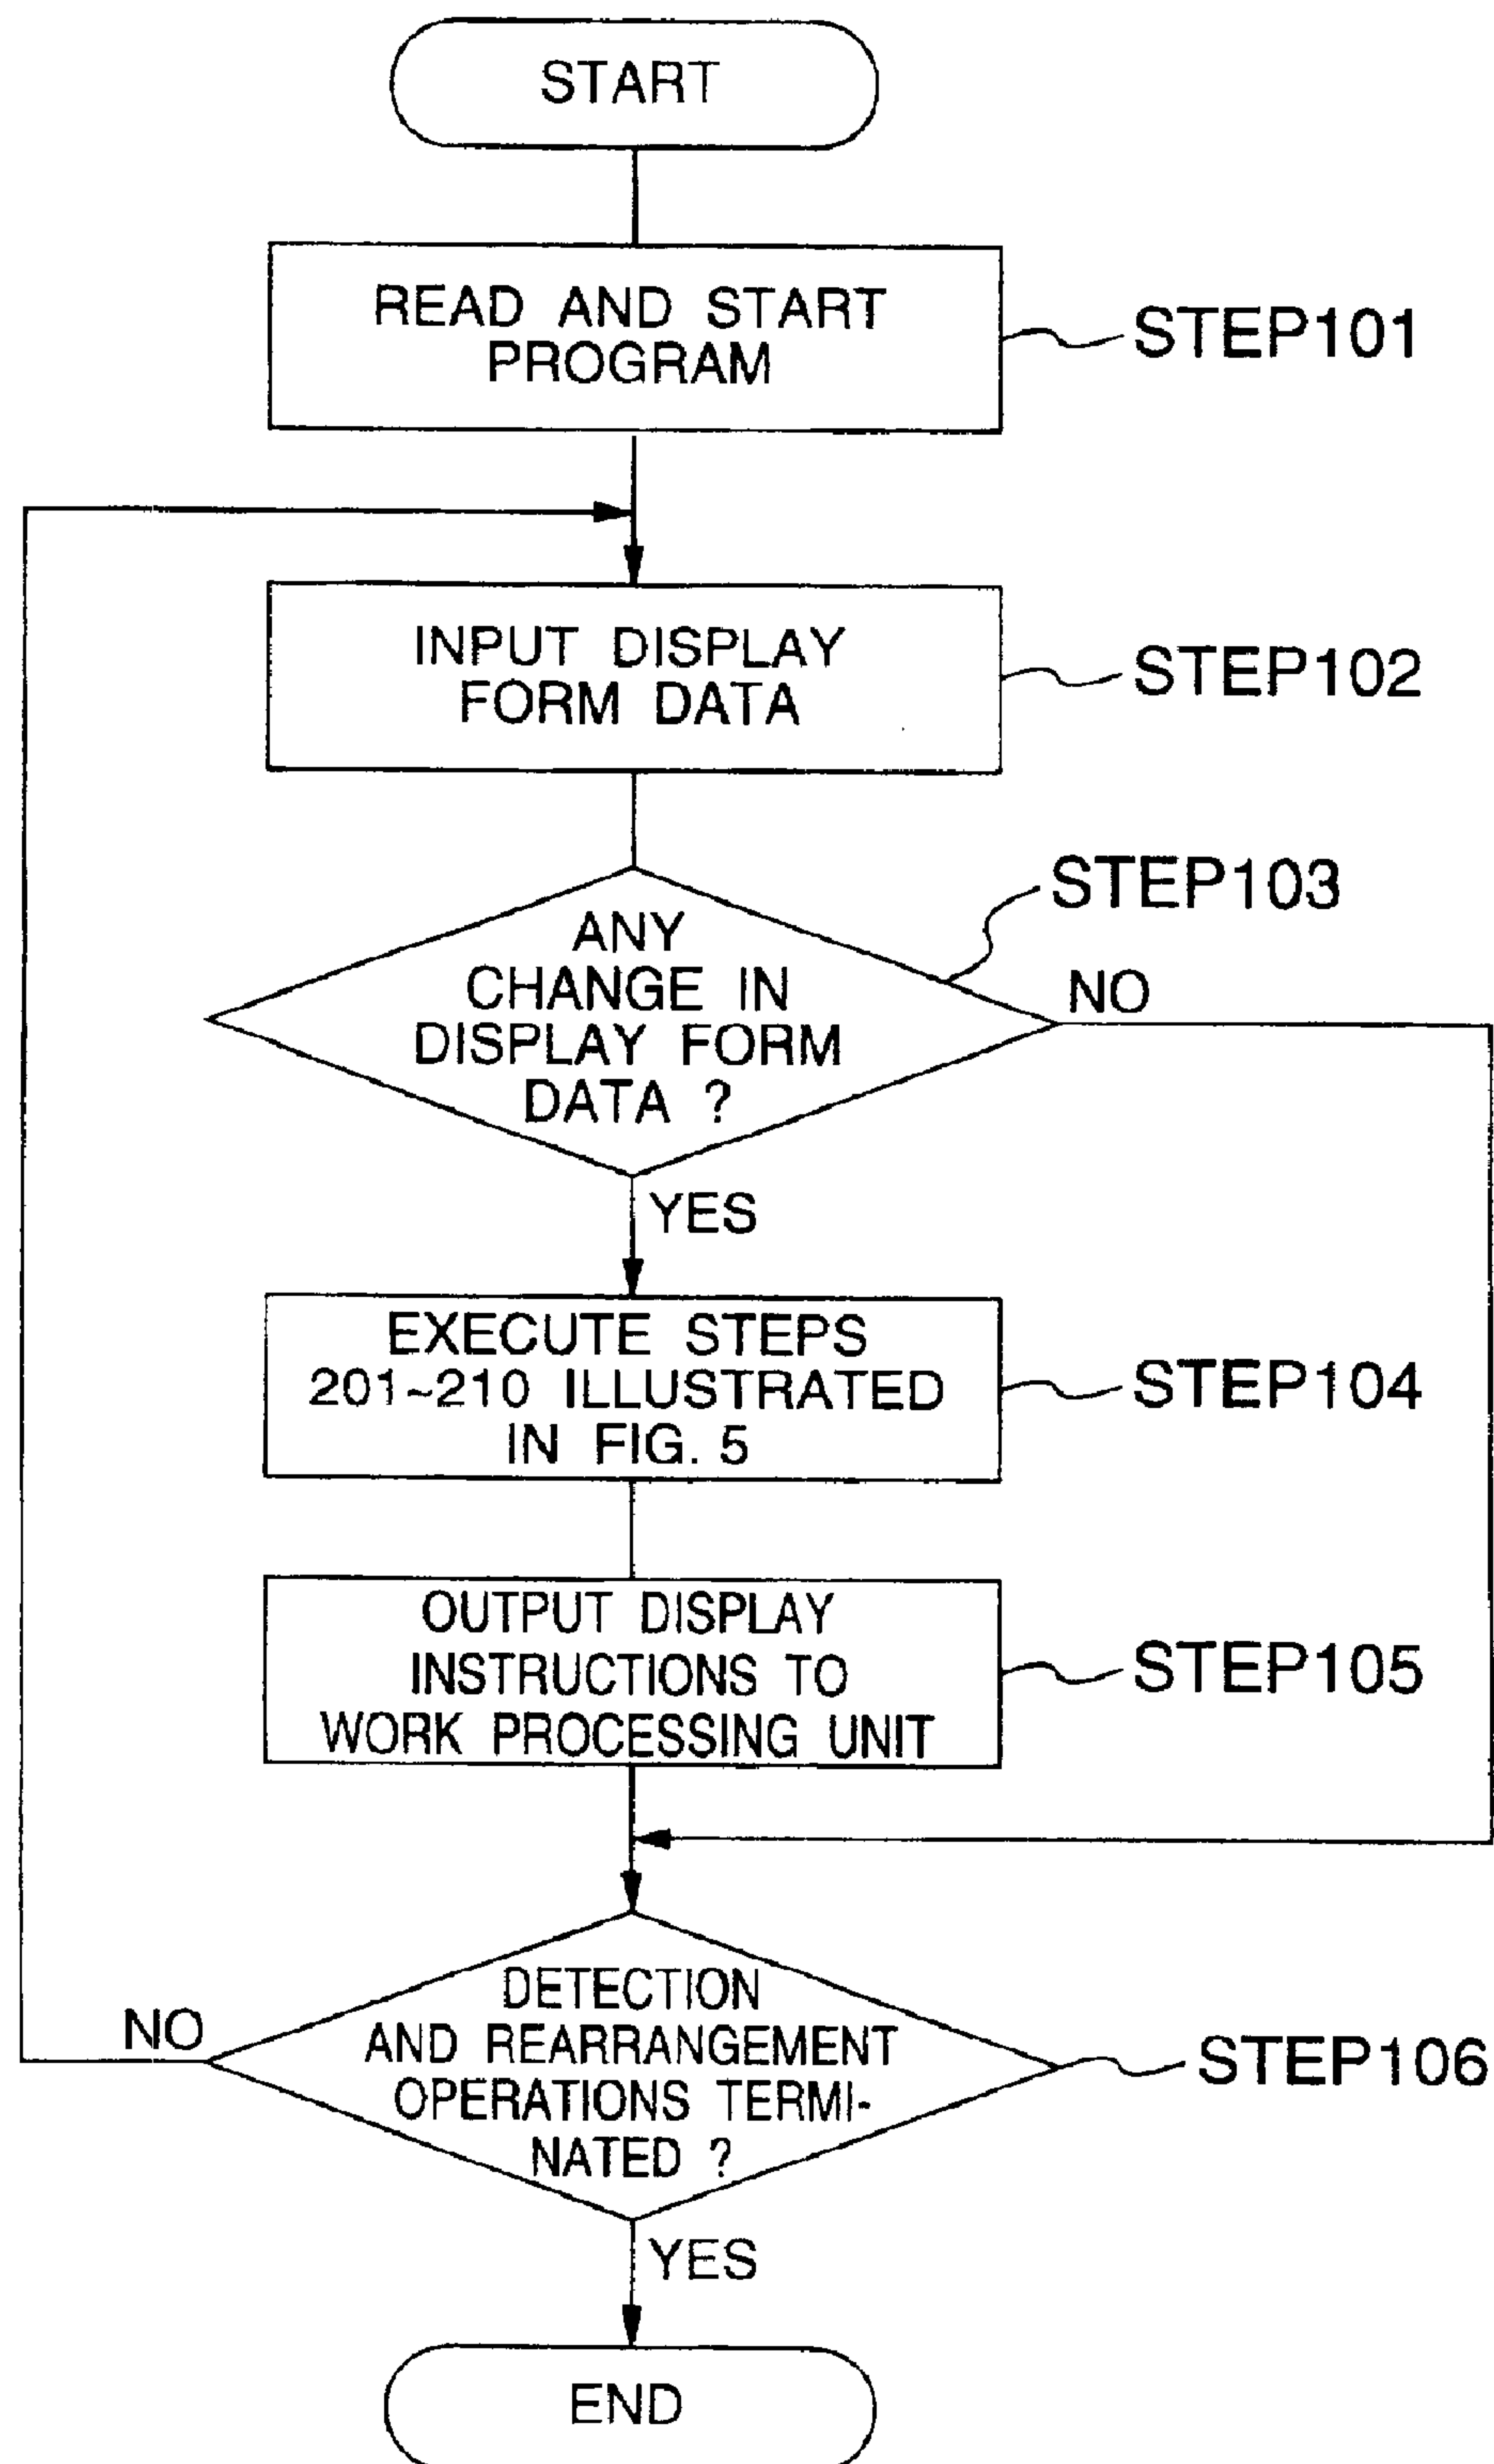 START
READ AND START
PROGRAM
STEP101
INPUT DISPLAY
FORM DATA
STEP102
STEP103
ANY
CHANGE IN
DISPLAY FORM
DATA ?
NO
YES
EXECUTE STEPS
201~210 ILLUSTRATED
IN FIG. 5
STEP104
OUTPUT DISPLAY
INSTRUCTIONS TO
WORK PROCESSING UNIT
STEP105
DETECTION
AND REARRANGEMENT
OPERATIONS TERMI-
NATED ?
NO
STEP106
YES
END